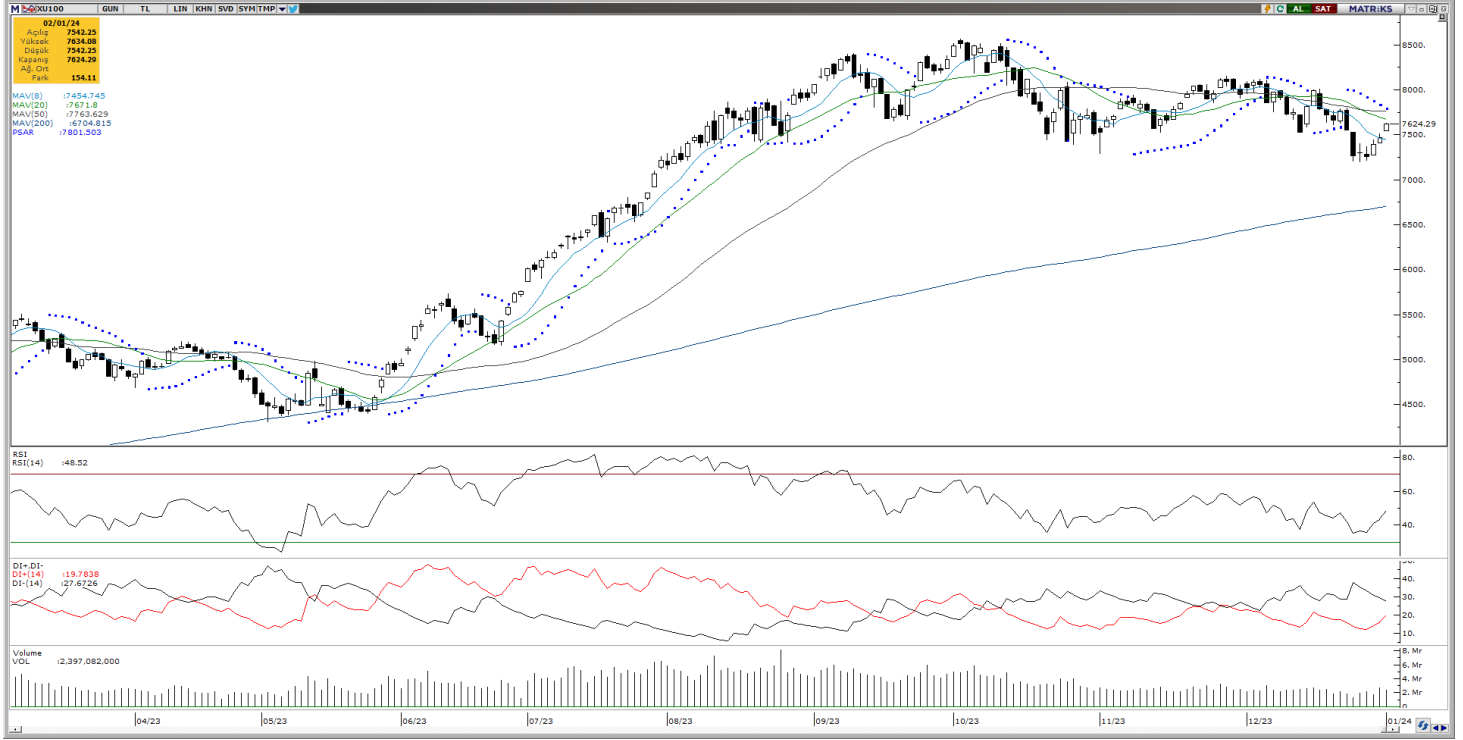 M XU100 GUN TL LIN KHN SVD SYM TMP AL SAT MATRiKS
02/01/24
Açılış 7542.25
Yüksek 7634.08
Düşük 7542.25
Kapanış 7624.29
Ağ. Ort
Fark 154.11
MAV(8) :7454.745
MAV(20) :7671.8
MAV(50) :7763.629
MAV(200) :6704.815
PSAR :7801.503
8500.
8000.
7624.29
7500.
7000.
6500.
6000.
5500.
5000.
4500.
RSI
RSI(14) :48.52
80.
60.
40.
DI+,DI-
DI+(14) :19.7838
DI-(14) :27.6726
40.
30.
20.
10.
Volume
VOL :2,397,082,000
8. Mr
6. Mr
4. Mr
2. Mr
0
04/23 05/23 06/23 07/23 08/23 09/23 10/23 11/23 12/23 01/24